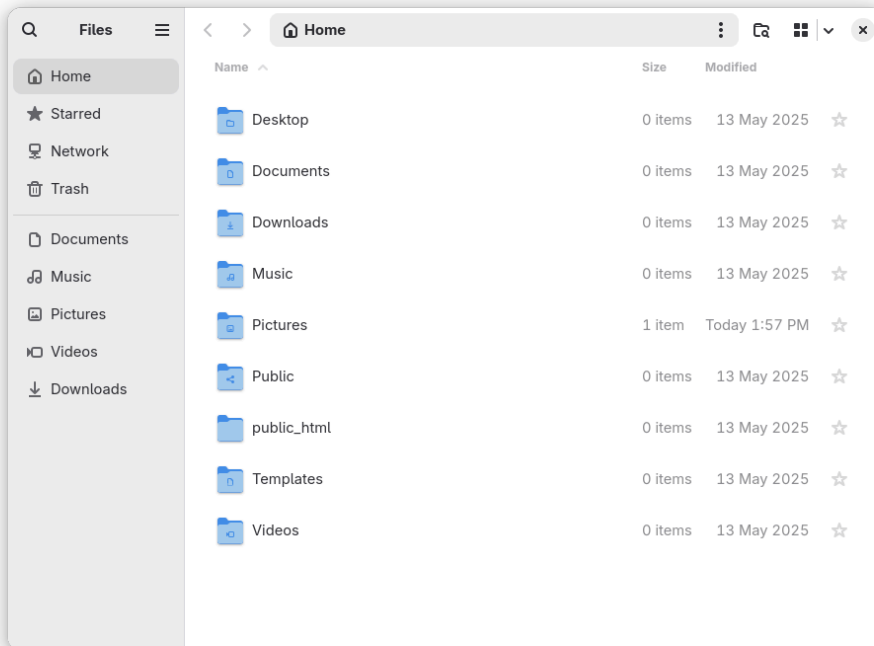 Files
Home
Home
Starred
Network
Trash
Documents
Music
Pictures
Videos
Downloads
Name Size Modified
Desktop 0 items 13 May 2025
Documents 0 items 13 May 2025
Downloads 0 items 13 May 2025
Music 0 items 13 May 2025
Pictures 1 item Today 1:57 PM
Public 0 items 13 May 2025
public_html 0 items 13 May 2025
Templates 0 items 13 May 2025
Videos 0 items 13 May 2025